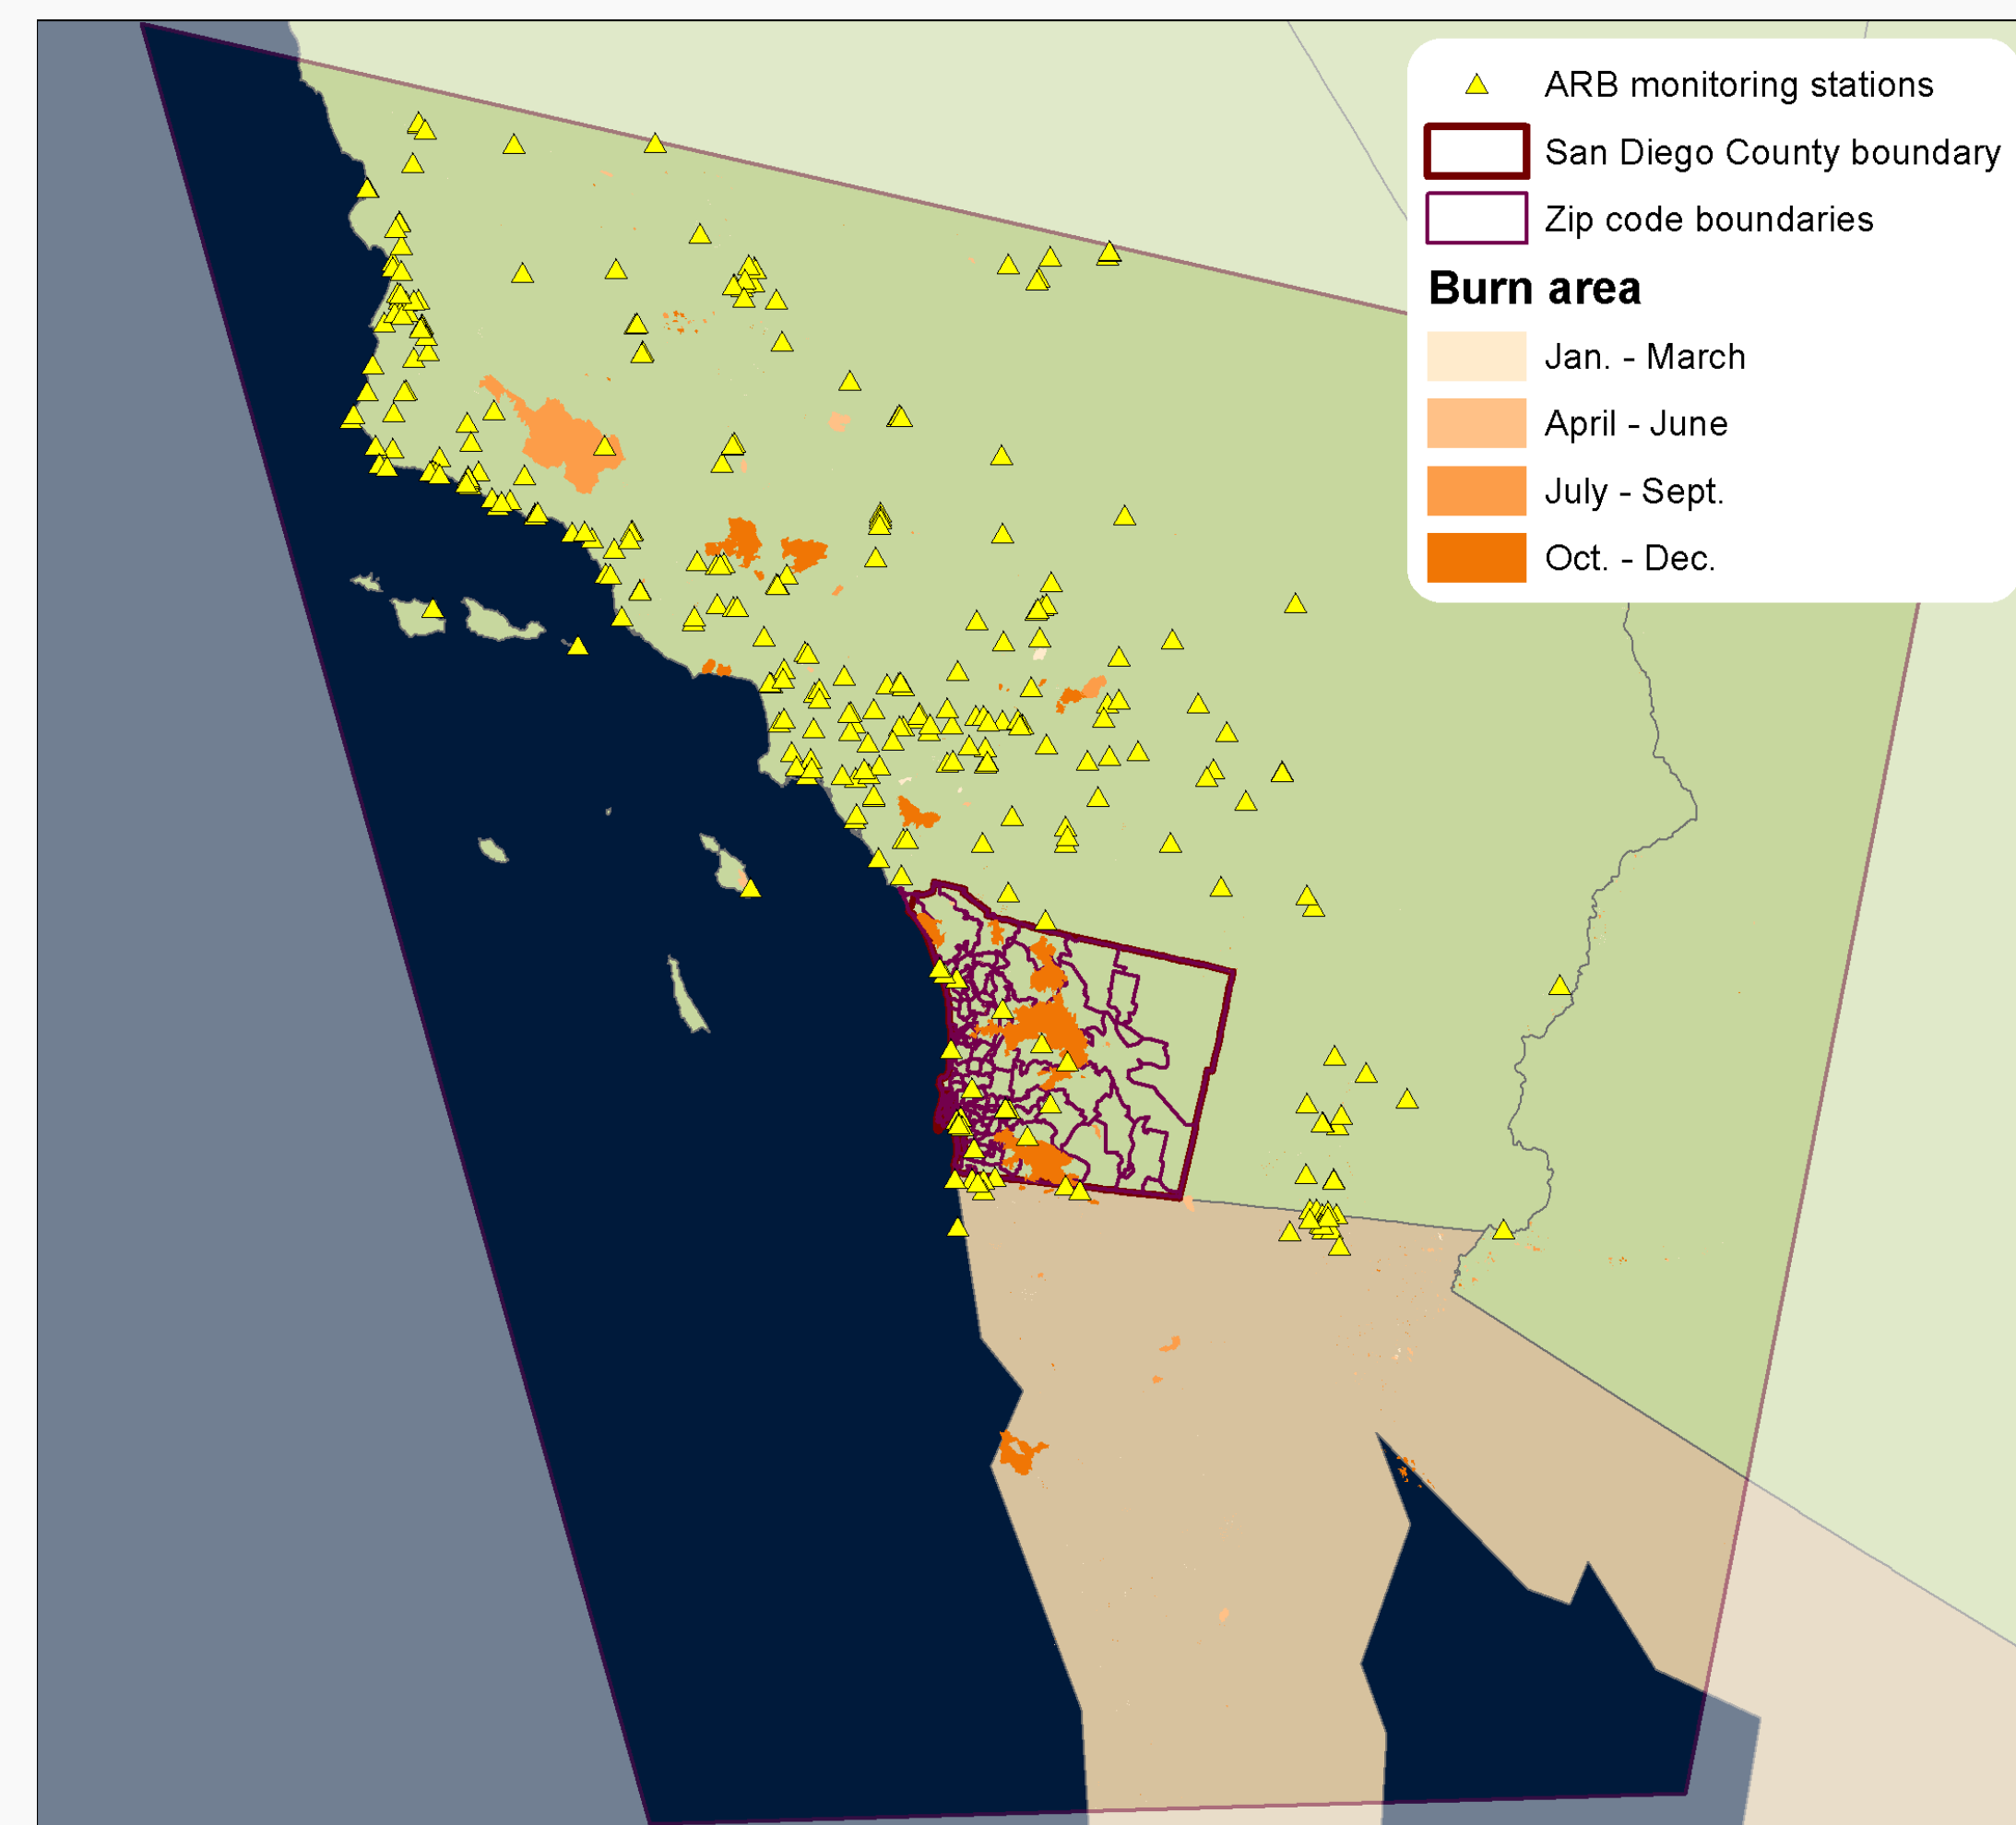 ARB monitoring stations
San Diego County boundary
Zip code boundaries
Burn area
Jan. - March
April - June
July - Sept.
Oct. - Dec.